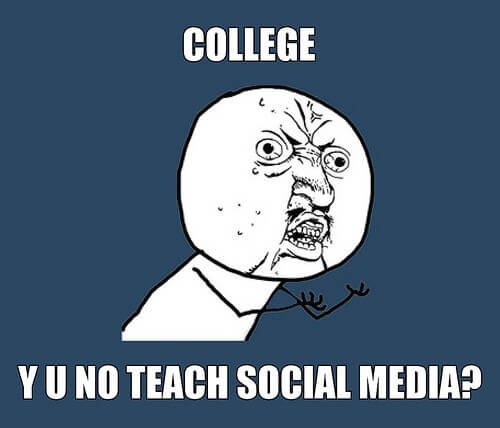 COLLEGE
Y U NO TEACH SOCIAL MEDIA?